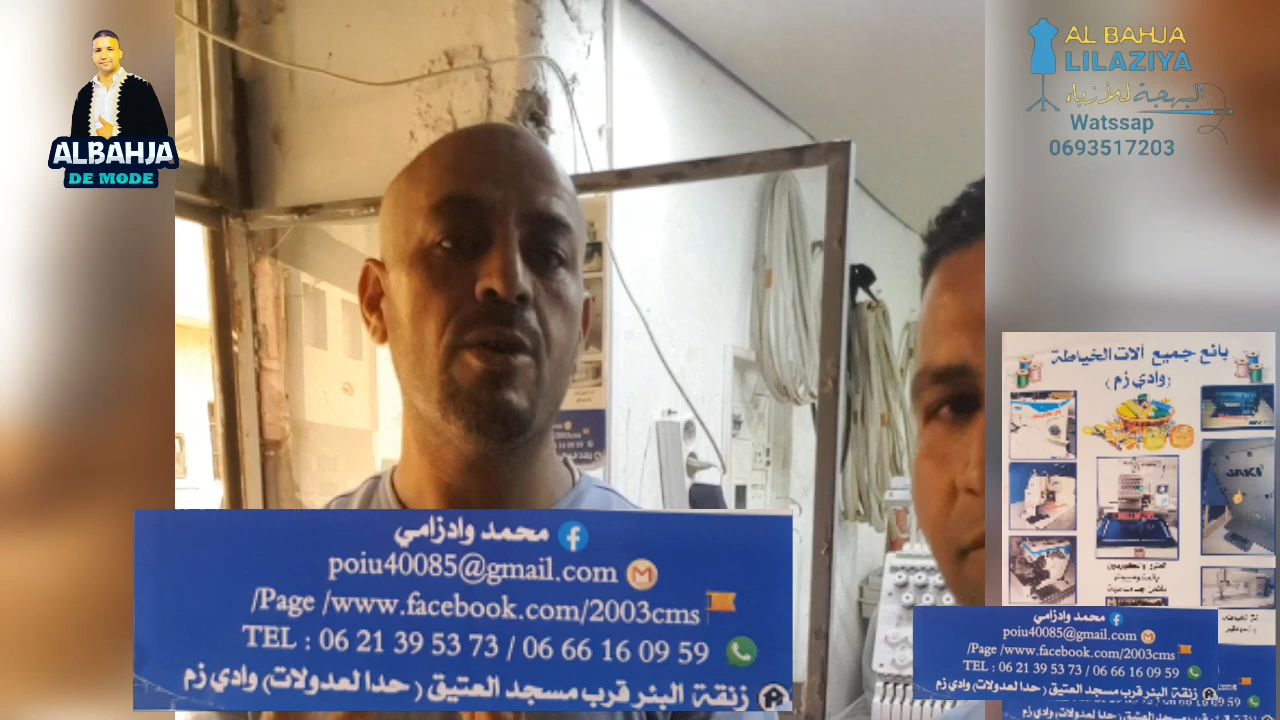 ALBAHJA
DE MODE
AL BAHJA
LILAZIYA
البهجة للأزياء
Watssap
0693517203
محمد وادزامي
poiu40085@gmail.com
/Page /www.facebook.com/2003cms
TEL : 06 21 39 53 73 / 06 66 16 09 59
زنقة البئر قرب مسجد العتيق ( حدا لعدولات) وادي زم
بائع جميع ألات الخياطة
(وادي زم )
JUKI
محمد وادزامي
poiu40085@gmail.com
/Page /www.facebook.com/2003cms
TEL : 06 21 39 53 73 / 06 66 16 09 59
زنقة البئر قرب مسجد العتيق ( حدا لعدولات) وادي زم